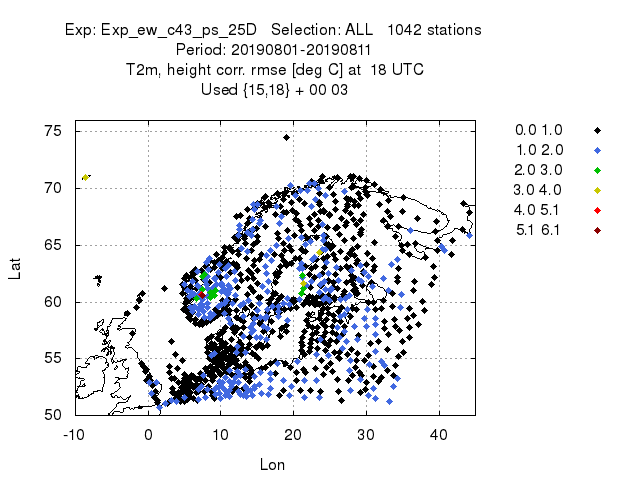 Exp: Exp_ew_c43_ps_25D Selection: ALL 1042 stations
Period: 20190801-20190811
T2m, height corr. rmse [deg C] at 18 UTC
Used {15,18} + 00 03
0.0 1.0
1.0 2.0
2.0 3.0
3.0 4.0
4.0 5.1
5.1 6.1
75
70
65
60
55
50
Lat
-10 0 10 20 30 40
Lon